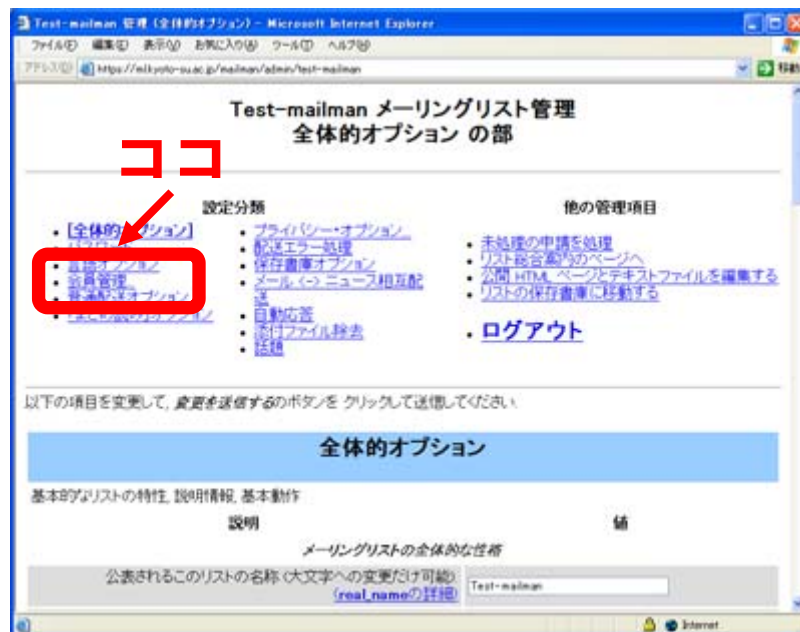 Test-mailman 管理 (全体的オプション) - Microsoft Internet Explorer
ファイル(F) 編集(E) 表示(V) お気に入り(A) ツール(T) ヘルプ(H)
アドレス(D) https://ml.kyoto-su.ac.jp/mailman/admin/test-mailman 移動
Test-mailman メーリングリスト管理
全体的オプション の部
ココ
設定分類
[全体的オプション]
パスワード
言語オプション
会員管理...
普通配送オプション
「まとめ読み」オプション
プライバシー・オプション...
配送エラー処理
保存書庫オプション
メール <-> ニュース相互配
送
自動応答
添付ファイル除去
話題
他の管理項目
未処理の申請を処理
リスト総合案内のページへ
公開 HTML ページとテキストファイルを編集する
リストの保存書庫に移動する
ログアウト
以下の項目を変更して, 変更を送信するのボタンを クリックして送信してください.
全体的オプション
基本的なリストの特性, 説明情報, 基本動作
説明 値
メーリングリストの全体的な性格
公表されるこのリストの名称 (大文字への変更だけ可能)
(real_nameの詳細)
Test-mailman
Internet